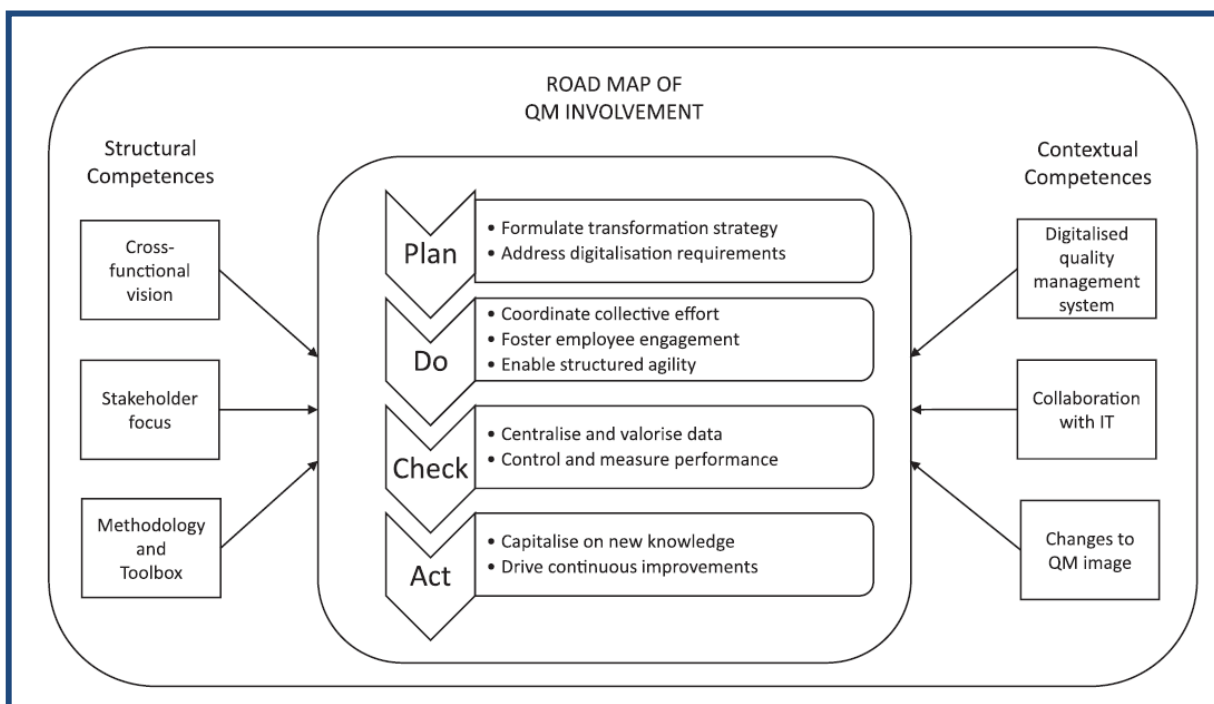 ROAD MAP OF
QM INVOLVEMENT
Structural
Competences
Cross-
functional
vision
Stakeholder
focus
Methodology
and
Toolbox
Plan
• Formulate transformation strategy
• Address digitalisation requirements
Do
• Coordinate collective effort
• Foster employee engagement
• Enable structured agility
Check
• Centralise and valorise data
• Control and measure performance
Act
• Capitalise on new knowledge
• Drive continuous improvements
Contextual
Competences
Digitalised
quality
management
system
Collaboration
with IT
Changes to
QM image